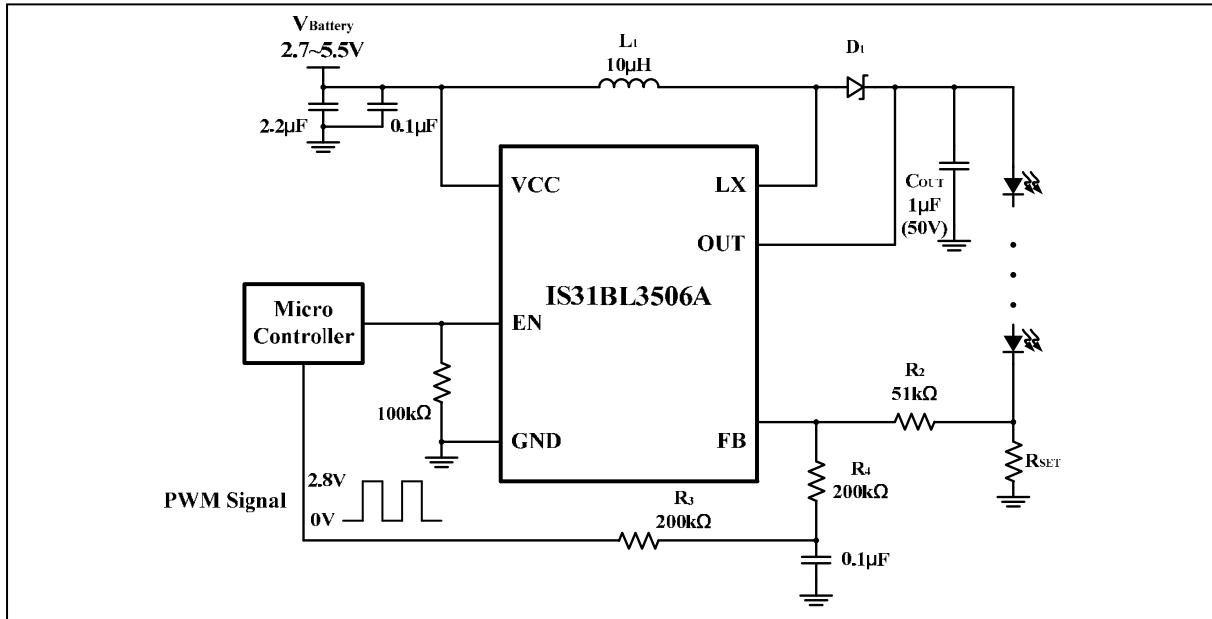 VBattery
2.7~5.5V
L1
10μH
D1
2.2μF
0.1μF
VCC
LX
COUT
1μF
(50V)
OUT
IS31BL3506A
Micro
Controller
EN
R2
51kΩ
100kΩ
GND
FB
RSET
R4
200kΩ
2.8V
PWM Signal
0V
R3
200kΩ
0.1μF